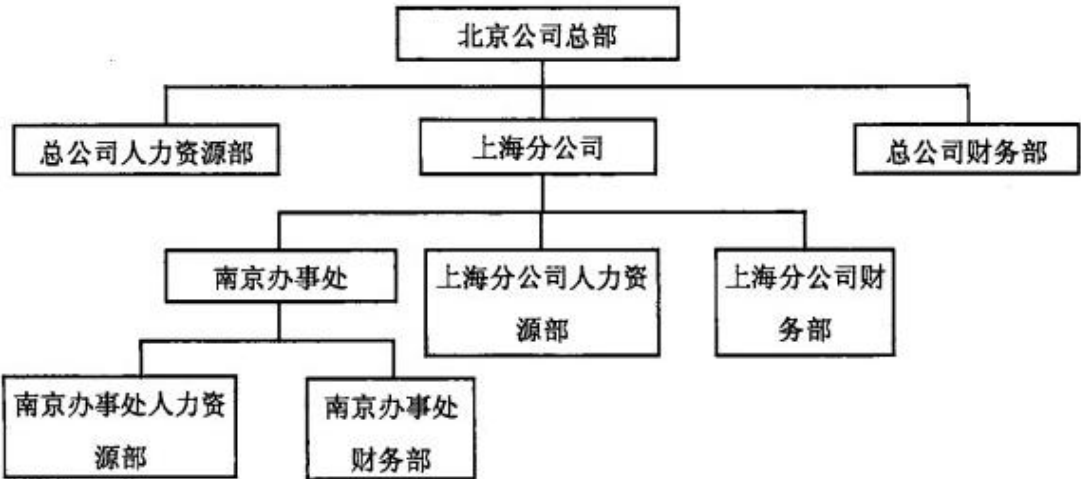 北京公司总部
总公司人力资源部
上海分公司
总公司财务部
南京办事处
上海分公司人力资
源部
上海分公司财
务部
南京办事处人力资
源部
南京办事处
财务部